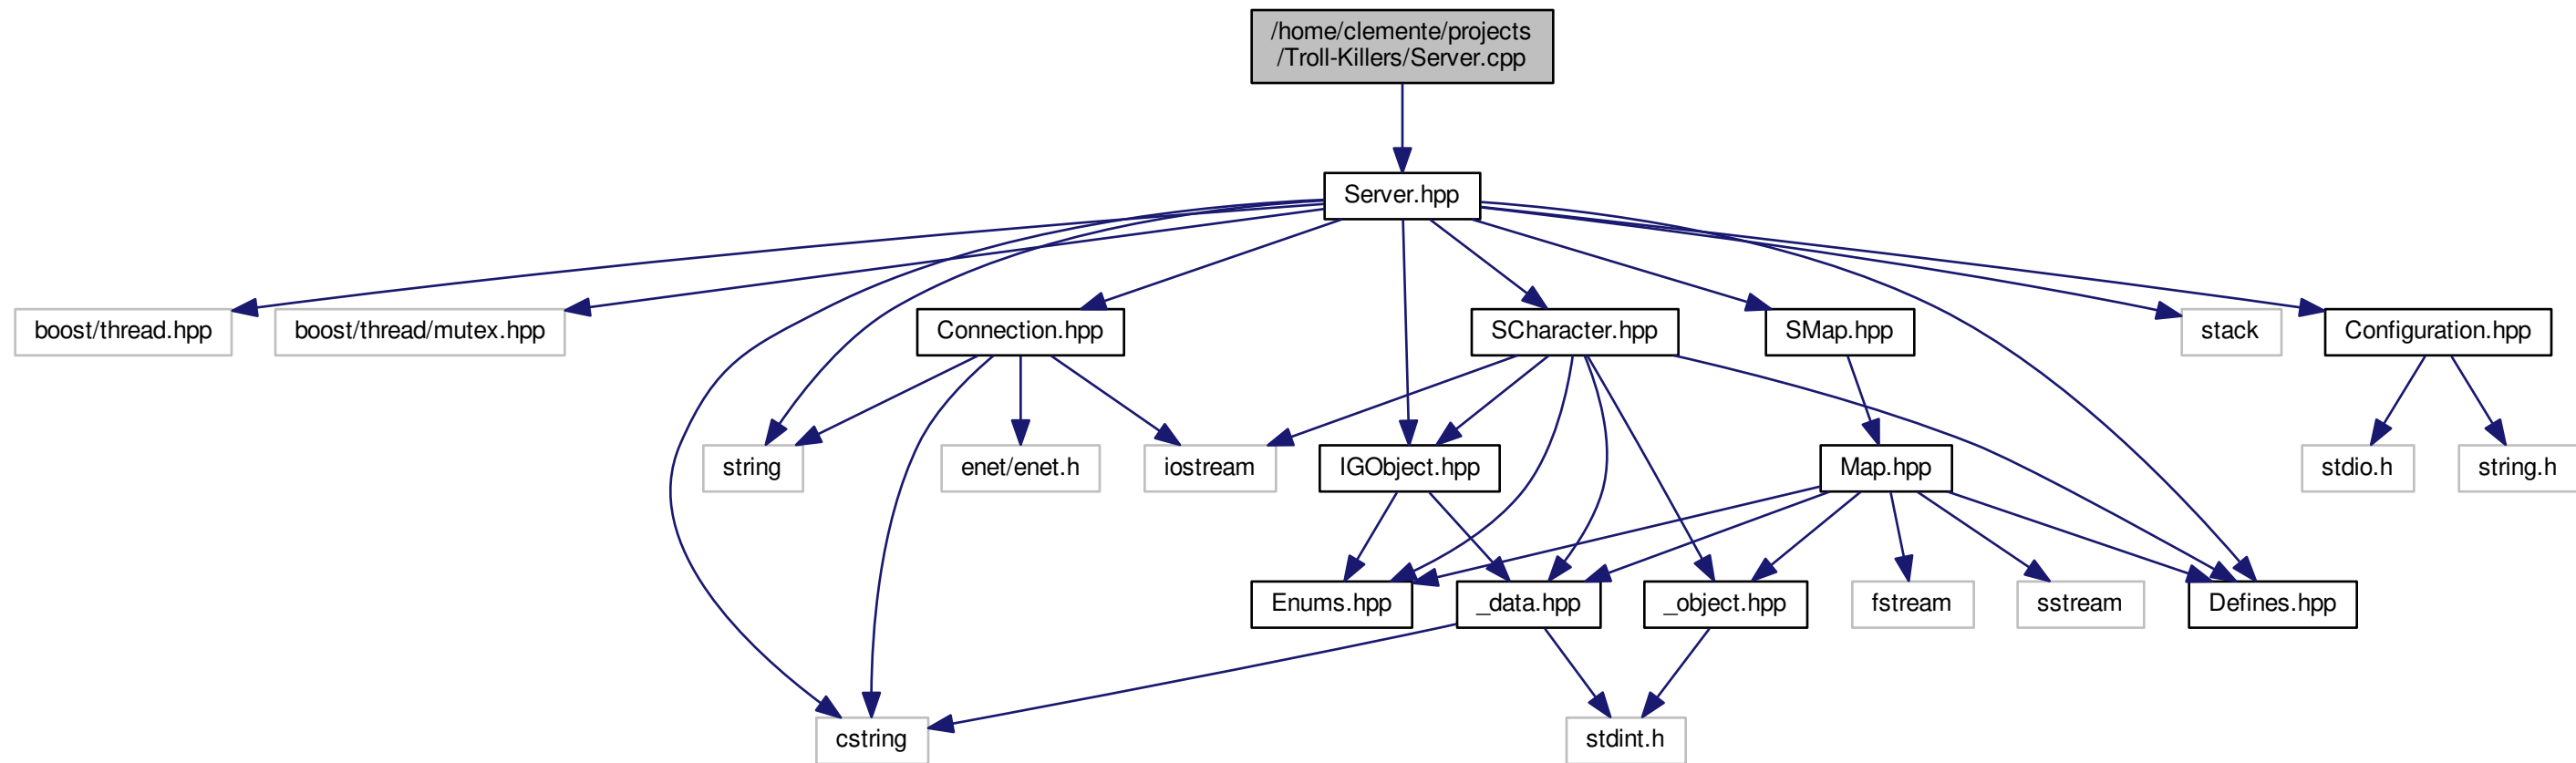 /home/clemente/projects
/Troll-Killers/Server.cpp
Server.hpp
boost/thread.hpp
boost/thread/mutex.hpp
Connection.hpp
SCharacter.hpp
SMap.hpp
stack
Configuration.hpp
string
enet/enet.h
iostream
IGObject.hpp
Map.hpp
stdio.h
string.h
Enums.hpp
_data.hpp
_object.hpp
fstream
sstream
Defines.hpp
cstring
stdint.h